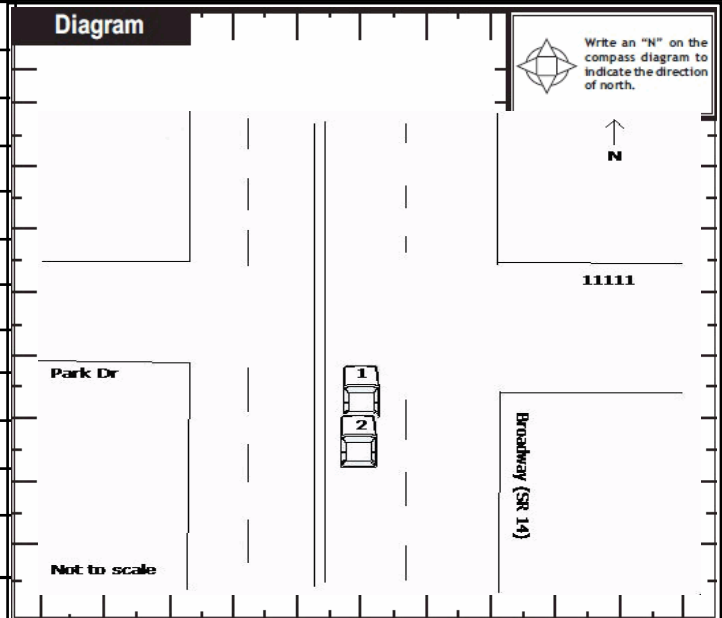 Diagram
Write an “N” on the
compass diagram to
indicate the direction
of north.
N
11111
Park Dr
1
2
Broadway (SR 14)
Not to scale